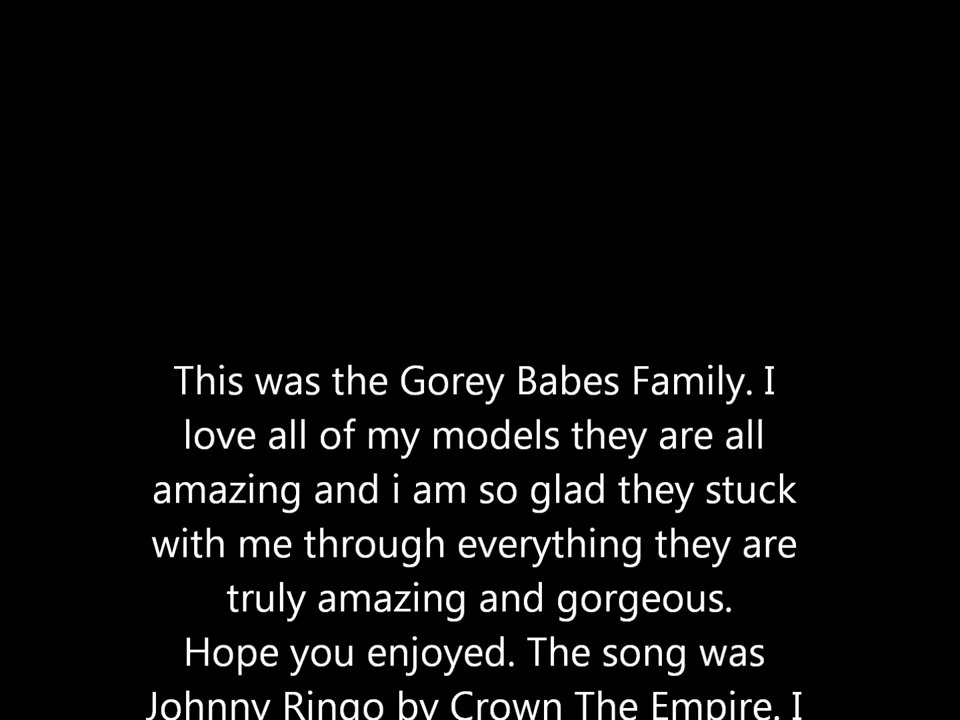 This was the Gorey Babes Family. I
love all of my models they are all
amazing and i am so glad they stuck
with me through everything they are
truly amazing and gorgeous.
Hope you enjoyed. The song was
Johnny Ringo by Crown The Empire. I